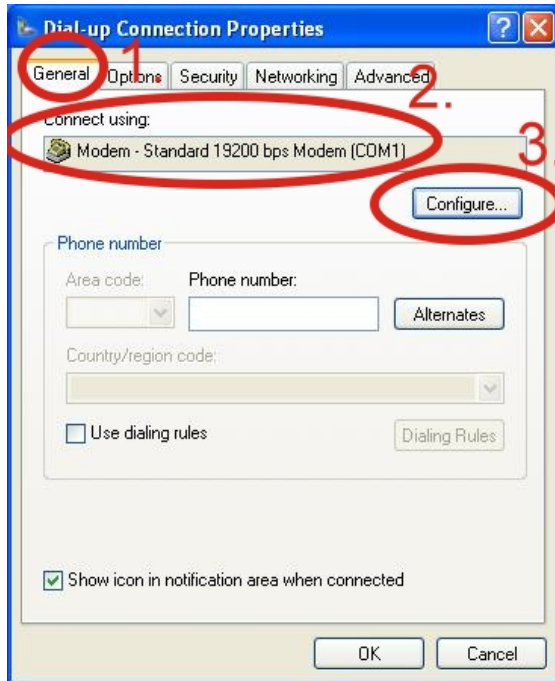 Dial-up Connection Properties
1.
General Options Security Networking Advanced
2.
Connect using:
Modem - Standard 19200 bps Modem (COM1)
3.
Configure...
Phone number
Area code: Phone number:
Alternates
Country/region code:
Use dialing rules Dialing Rules
Show icon in notification area when connected
OK Cancel